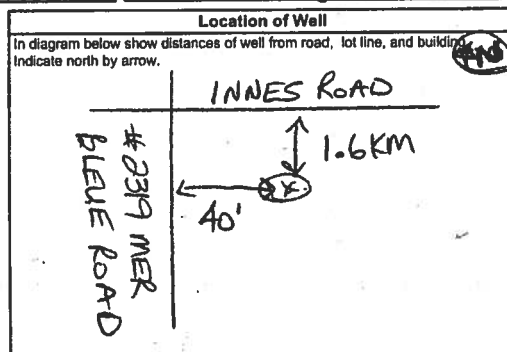 Location of Well
In diagram below show distances of well from road, lot line, and building.
Indicate north by arrow.
INNES ROAD
1.6KM
40'
#2319 MER
BLEUE ROAD